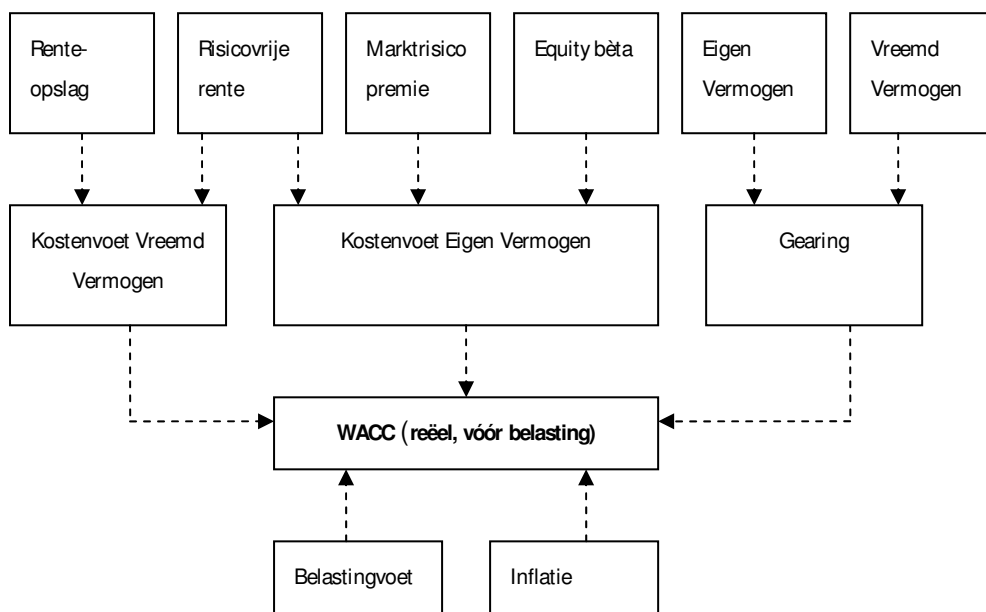 Rente-
opslag
Risicovrije
rente
Marktrisico
premie
Equity bèta
Eigen
Vermogen
Vreemd
Vermogen
Kostenvoet Vreemd
Vermogen
Kostenvoet Eigen Vermogen
Gearing
WACC (reëel, vóór belasting)
Belastingvoet
Inflatie